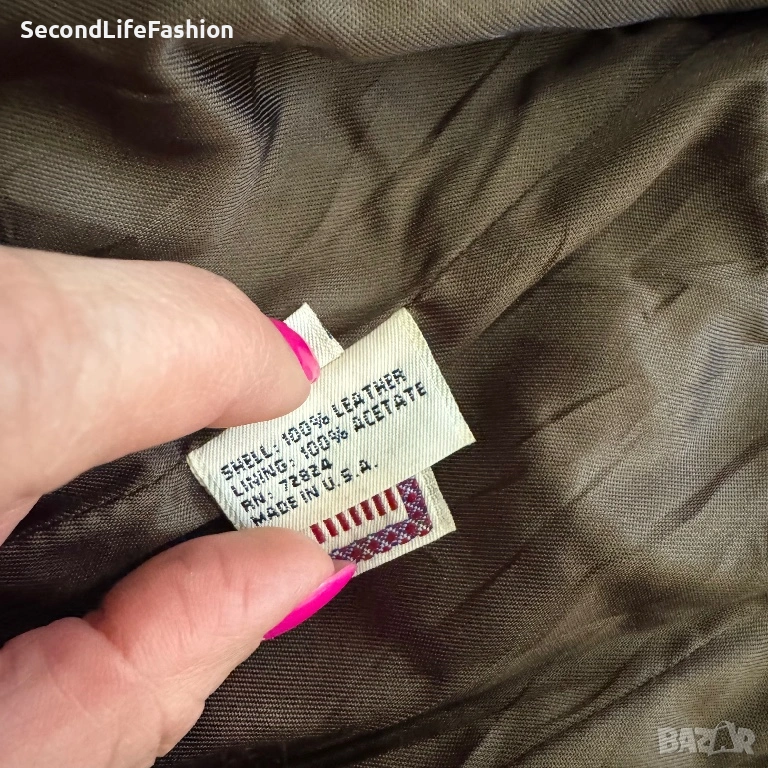 SecondLifeFashion
SHELL: 100% LEATHER
LINING: 100% ACETATE
RN: 72824
MADE IN U.S.A.
BAZAR